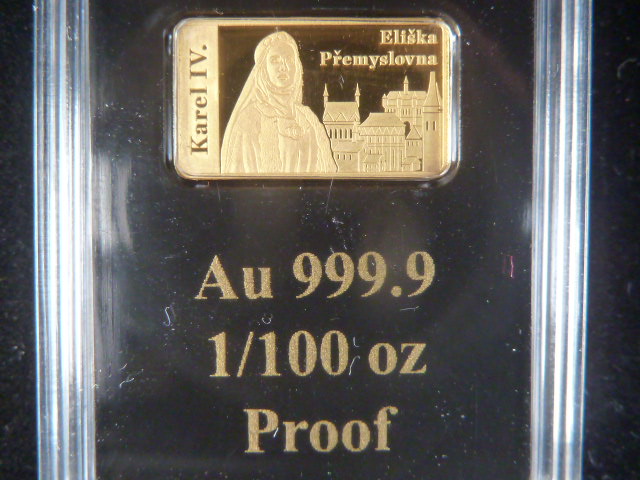 Karel IV.
Eliška
Přemyslovna
Au 999.9
1/100 oz
Proof